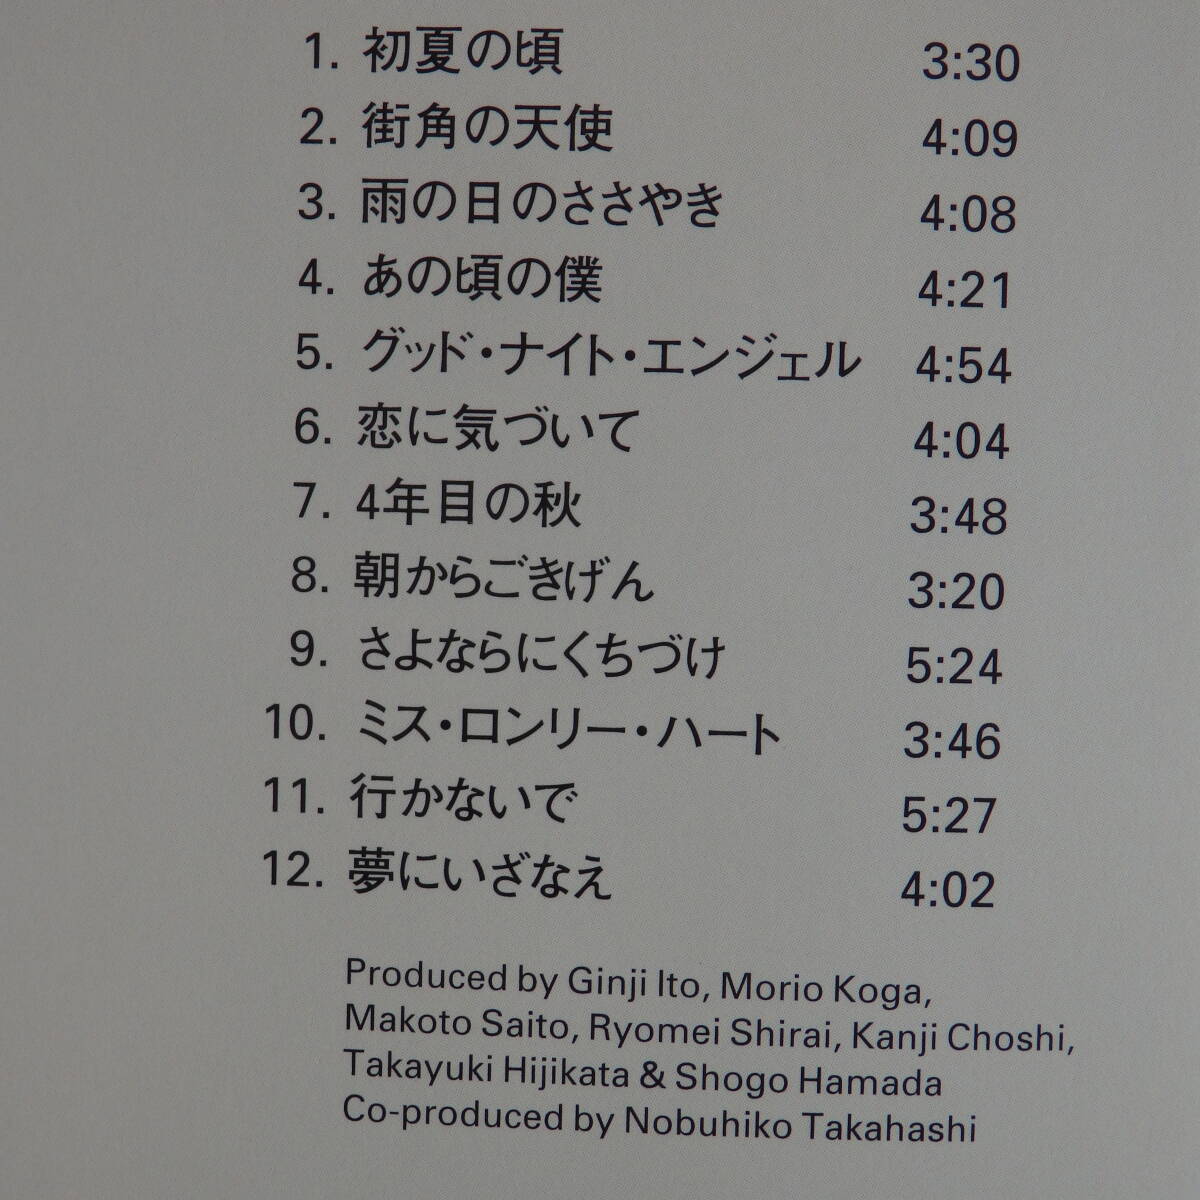 1. 初夏の頃 3:30
2. 街角の天使 4:09
3. 雨の日のささやき 4:08
4. あの頃の僕 4:21
5. グッド・ナイト・エンジェル 4:54
6. 恋に気づいて 4:04
7. 4年目の秋 3:48
8. 朝からごきげん 3:20
9. さよならにくちづけ 5:24
10. ミス・ロンリー・ハート 3:46
11. 行かないで 5:27
12. 夢にいざなえ 4:02
Produced by Ginji Ito, Morio Koga,
Makoto Saito, Ryomei Shirai, Kanji Choshi,
Takayuki Hijikata & Shogo Hamada
Co-produced by Nobuhiko Takahashi